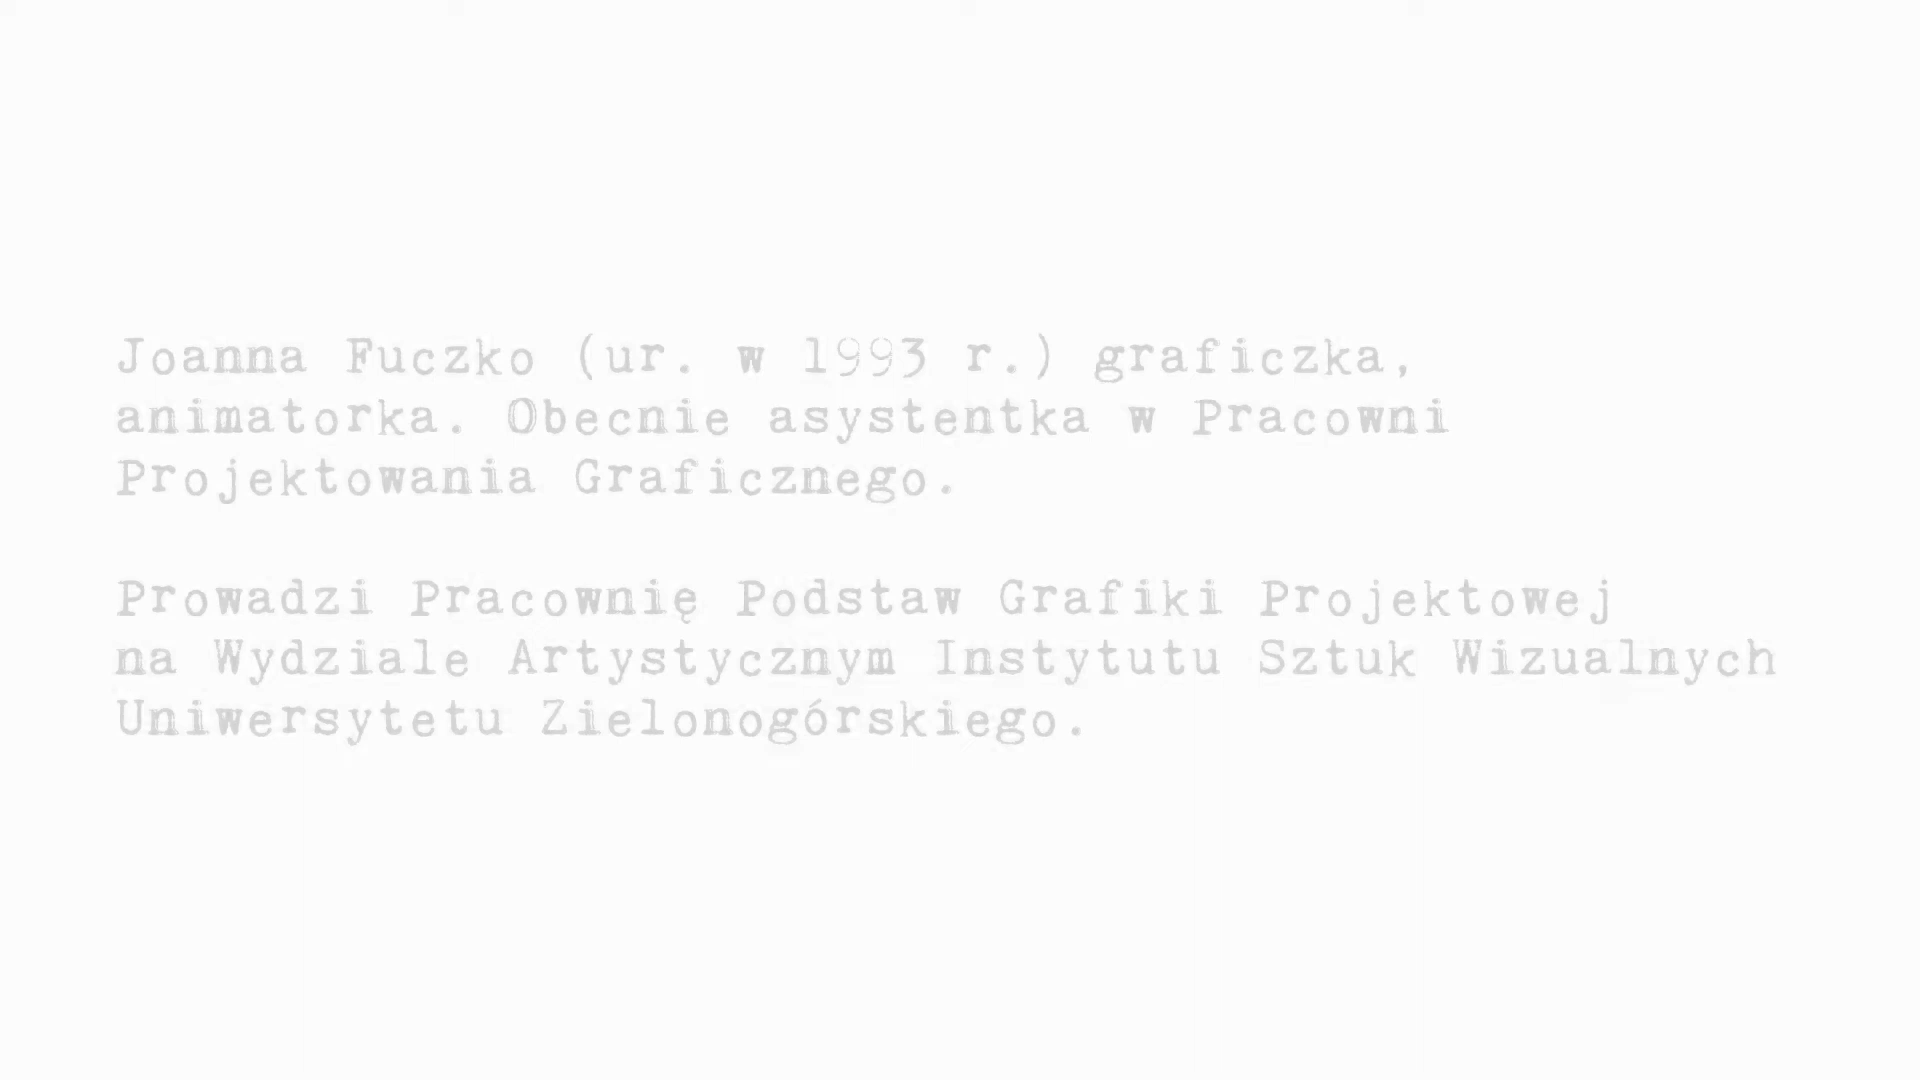 Joanna Fuczko (ur. w 1993 r.) graficzka,
animatorka. Obecnie asystentka w Pracowni
Projektowania Graficznego.
Prowadzi Pracownię Podstaw Grafiki Projektowej
na Wydziale Artystycznym Instytutu Sztuk Wizualnych
Uniwersytetu Zielonogórskiego.